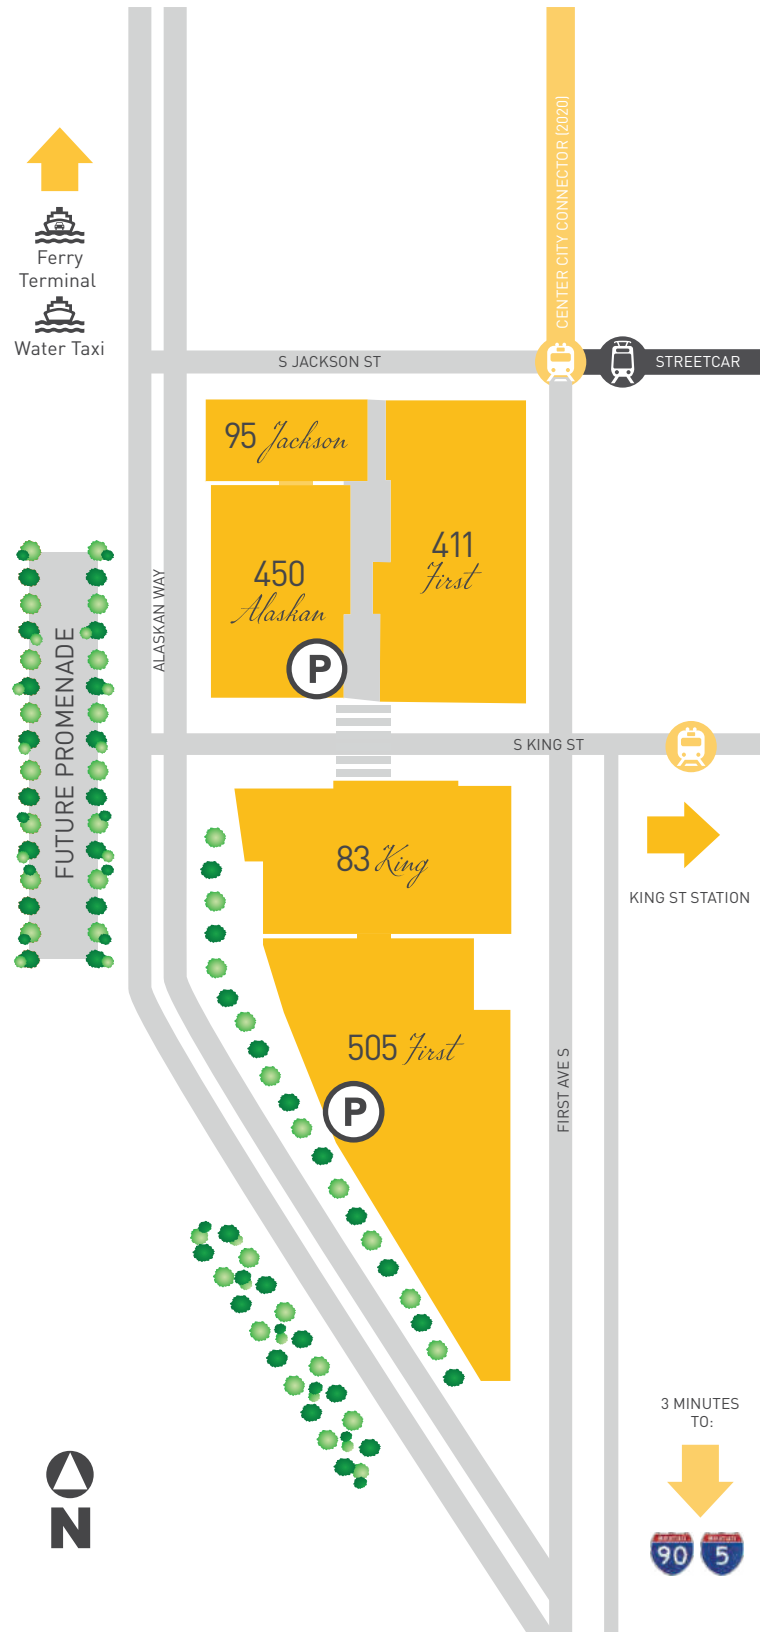 CENTER CITY CONNECTOR (2020)
Ferry
Terminal
Water Taxi
S JACKSON ST
STREETCAR
95 Jackson
450
Alaskan
411
First
P
ALASKAN WAY
FUTURE PROMENADE
S KING ST
83 King
KING ST STATION
505 First
P
FIRST AVE S
3 MINUTES
TO:
90
5
N